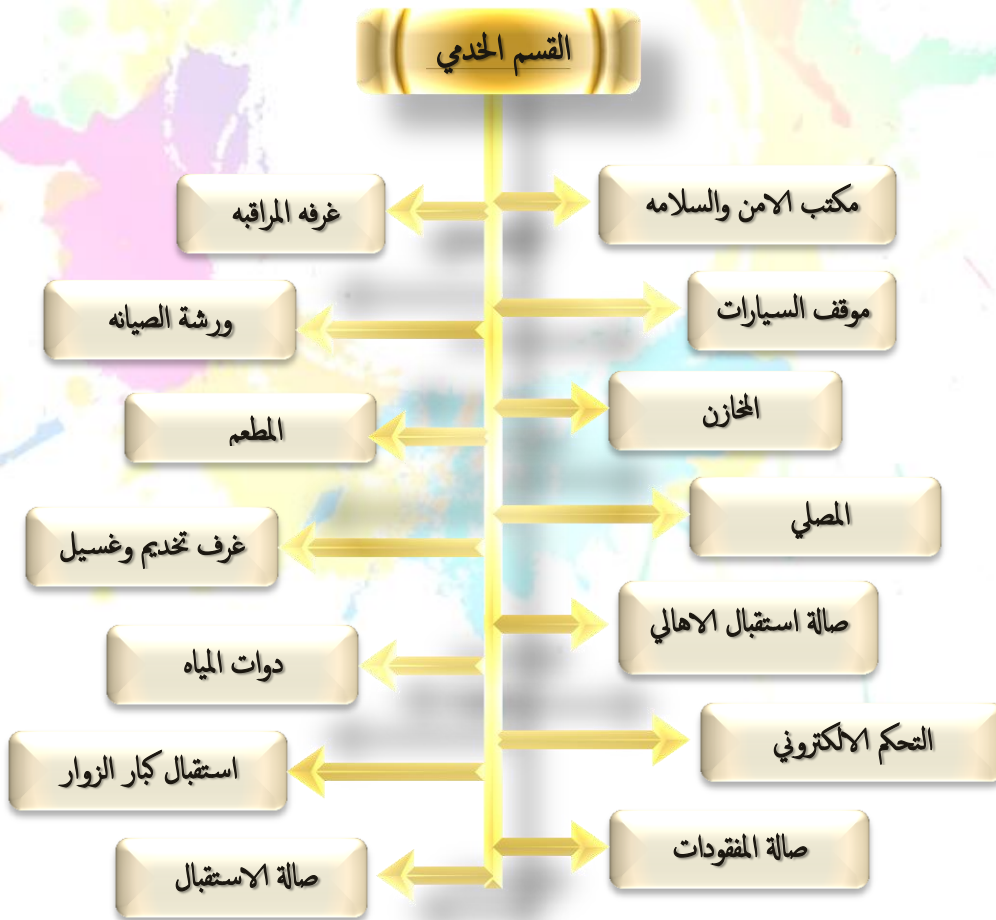 القسم الخدمي
مكتب الامن والسلامه
غرفه المراقبه
موقف السيارات
ورشة الصيانه
المخازن
المطعم
المصلي
غرف تخديم وغسيل
صالة استقبال الاهالي
دوات المياه
التحكم الالكتروني
استقبال كبار الزوار
صالة المفقودات
صالة الاستقبال